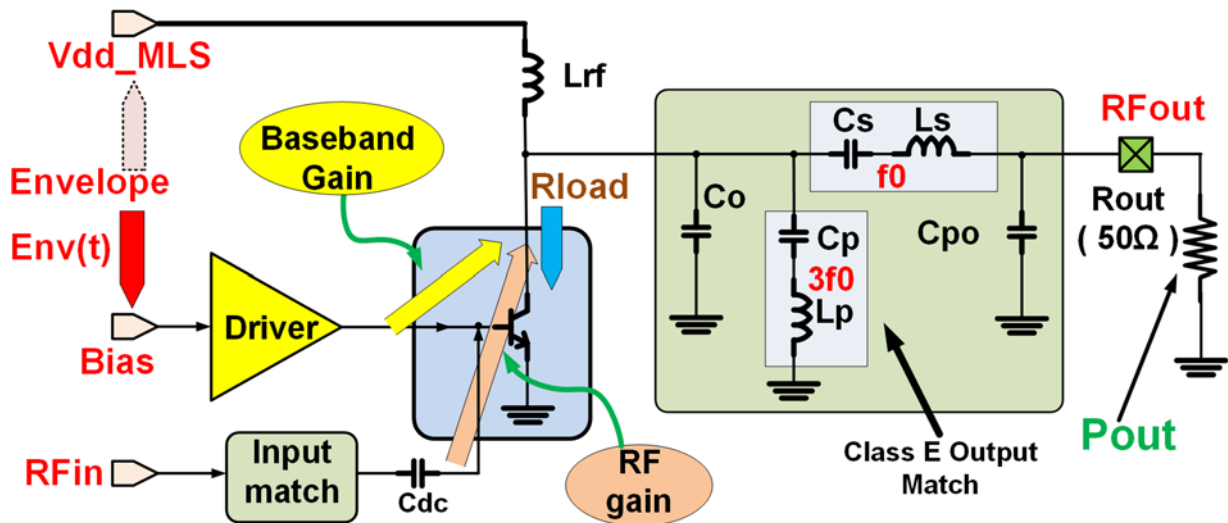 Vdd_MLS
Lrf
Baseband
Gain
Envelope
Env(t)
Rload
Cs
Ls
f0
RFout
Co
Cp
3f0
Lp
Cpo
Rout
( 50Ω )
Driver
Bias
Pout
RFin
Input
match
Cdc
RF
gain
Class E Output
Match